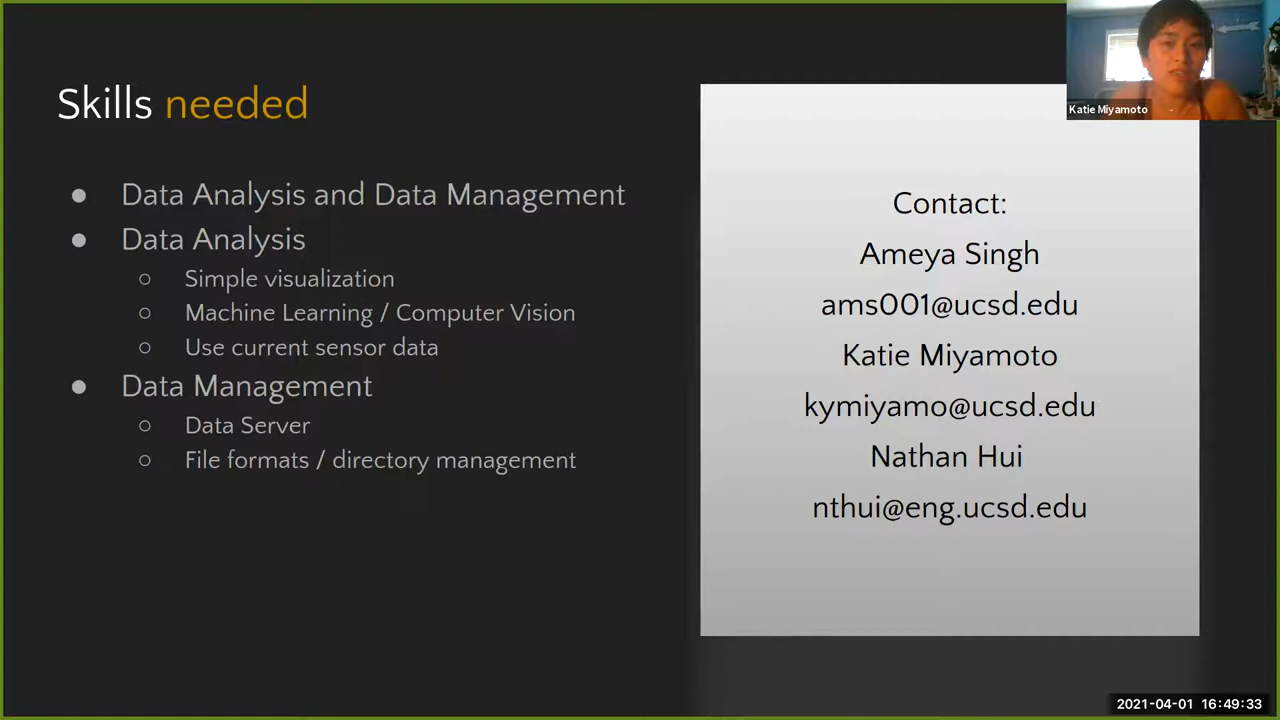 Skills needed
● Data Analysis and Data Management
● Data Analysis
○ Simple visualization
○ Machine Learning / Computer Vision
○ Use current sensor data
● Data Management
○ Data Server
○ File formats / directory management
Contact:
Ameya Singh
ams001@ucsd.edu
Katie Miyamoto
kymiyamo@ucsd.edu
Nathan Hui
nthui@eng.ucsd.edu
Katie Miyamoto
2021-04-01 16:49:33